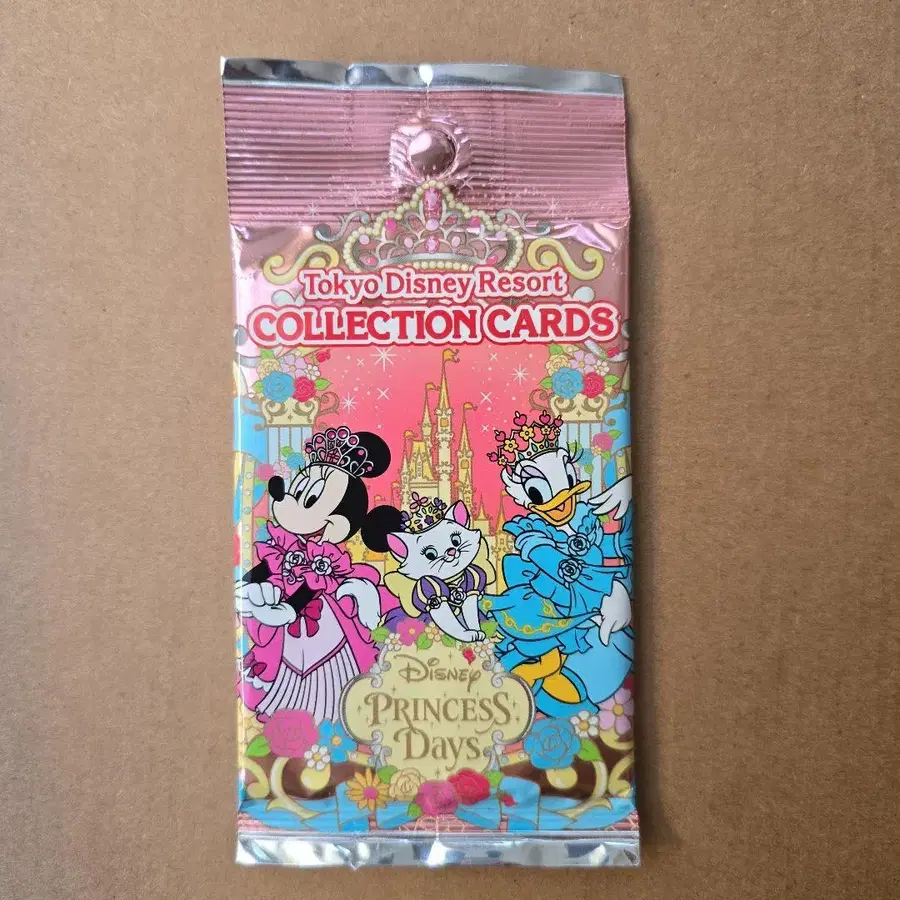 Tokyo Disney Resort
COLLECTION CARDS
Disney
PRINCESS
Days